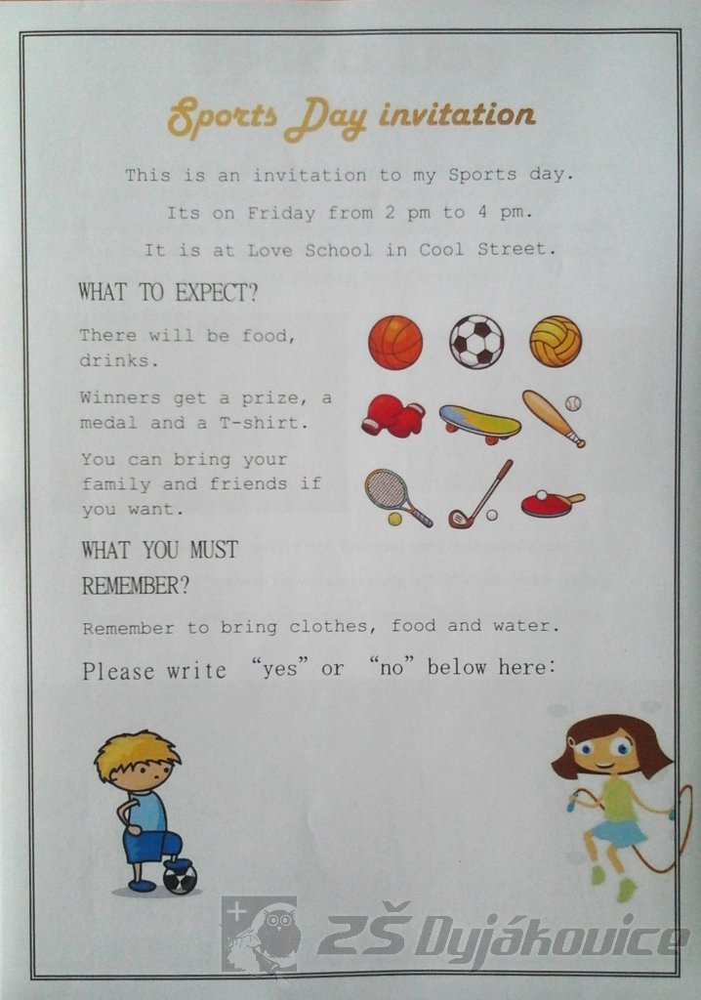 Sports Day invitation
This is an invitation to my Sports day.
Its on Friday from 2 pm to 4 pm.
It is at Love School in Cool Street.
WHAT TO EXPECT?
There will be food,
drinks.
Winners get a prize, a
medal and a T-shirt.
You can bring your
family and friends if
you want.
WHAT YOU MUST
REMEMBER?
Remember to bring clothes, food and water.
Please write “yes” or “no” below here:
ZŠ Dyjákovice